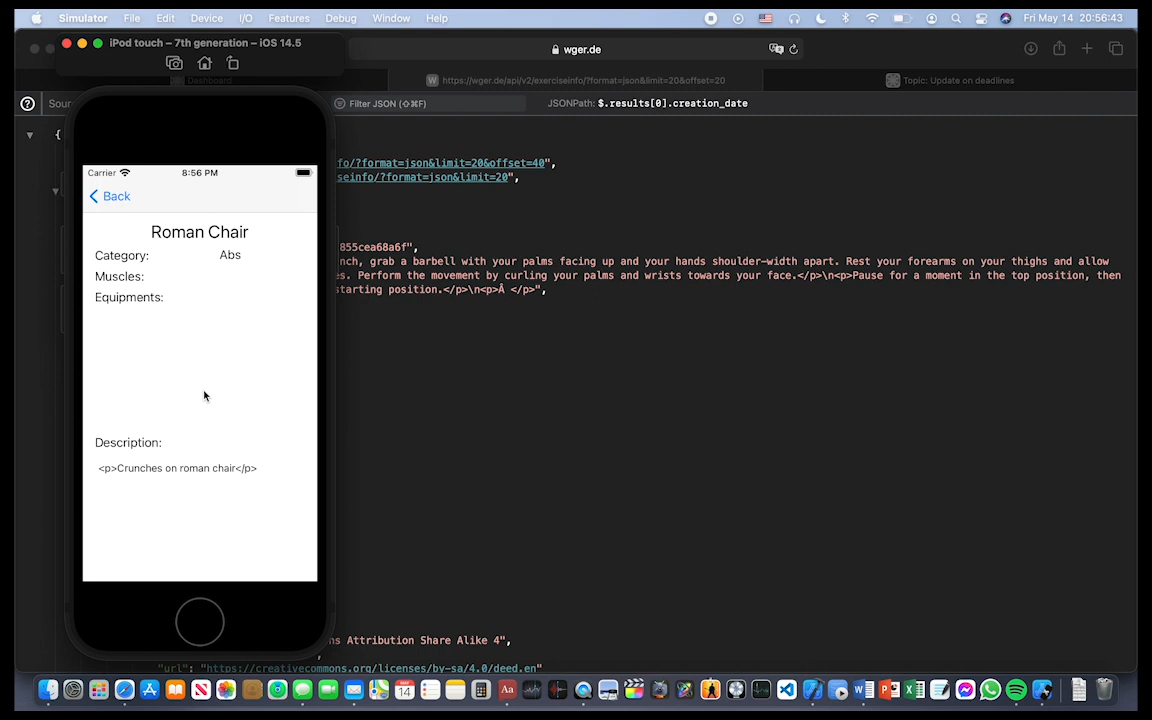 Simulator File Edit Device I/O Features Debug Window Help Fri May 14 20:56:43
iPod touch – 7th generation – iOS 14.5
wger.de
Dashboard
W https://wger.de/api/v2/exerciseinfo/?format=json&limit=20&offset=20
Topic: Update on deadlines
Filter JSON (⇧⌘F)
JSONPath: $.results[0].creation_date
{
fo/?format=json&limit=20&offset=40",
seinfo/?format=json&limit=20",
Carrier 8:56 PM
Back
Roman Chair
Category: Abs
Muscles:
Equipments:
Description:
<p>Crunches on roman chair</p>
855cea68a6f",
nch, grab a barbell with your palms facing up and your hands shoulder–width apart. Rest your forearms on your thighs and allow
s. Perform the movement by curling your palms and wrists towards your face.</p>\n<p>Pause for a moment in the top position, then
starting position.</p>\n<p>Â </p>",
ns Attribution Share Alike 4",
"url": "https://creativecommons.org/licenses/by-sa/4.0/deed.en"
MAY
14
Aa